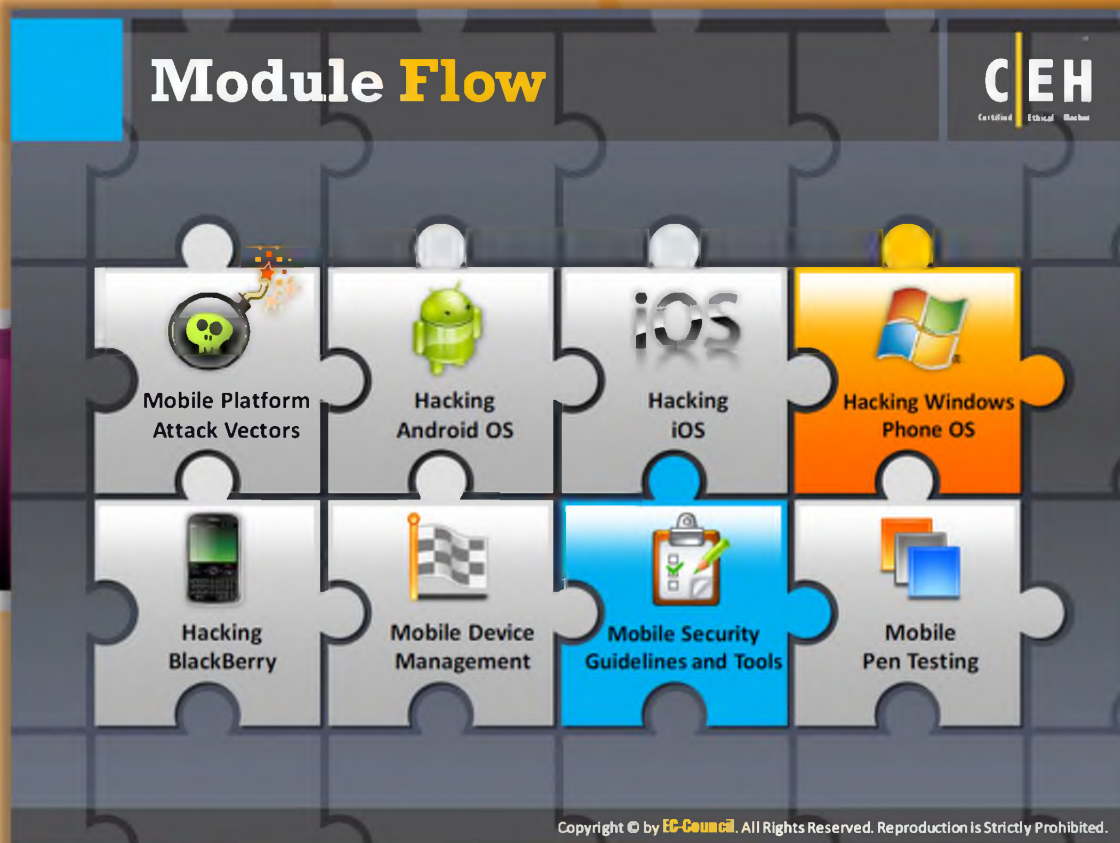 Module Flow
CEH
Certified Ethical Hacker
Mobile Platform
Attack Vectors
Hacking
Android OS
iOS
Hacking
iOS
Hacking Windows
Phone OS
Hacking
BlackBerry
Mobile Device
Management
Mobile Security
Guidelines and Tools
Mobile
Pen Testing
Copyright © by EC-Council. All Rights Reserved. Reproduction is Strictly Prohibited.